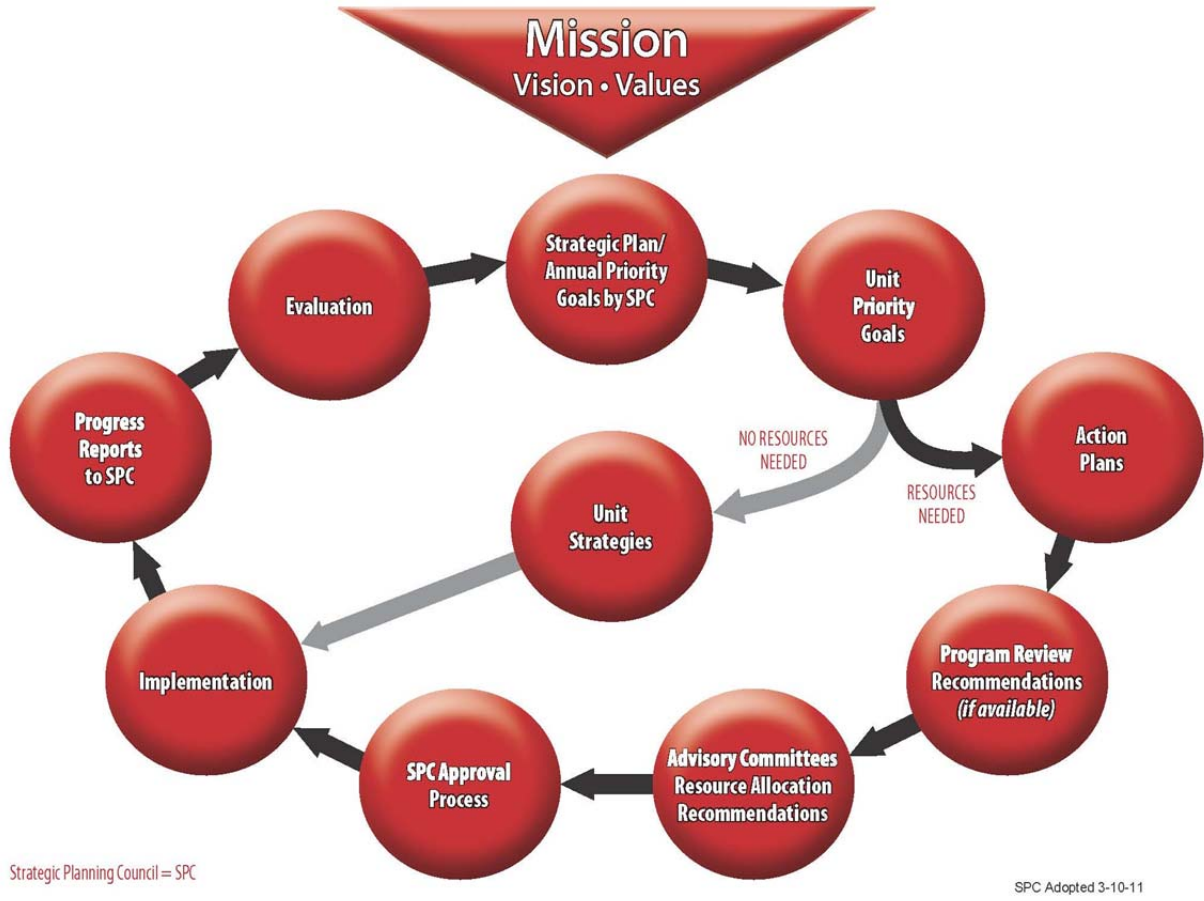 Mission
Vision • Values
Strategic Plan/
Annual Priority
Goals by SPC
Unit
Priority
Goals
Evaluation
Progress
Reports
to SPC
NO RESOURCES
NEEDED
RESOURCES
NEEDED
Action
Plans
Unit
Strategies
Implementation
Program Review
Recommendations
(if available)
SPC Approval
Process
Advisory Committees
Resource Allocation
Recommendations
Strategic Planning Council = SPC
SPC Adopted 3-10-11